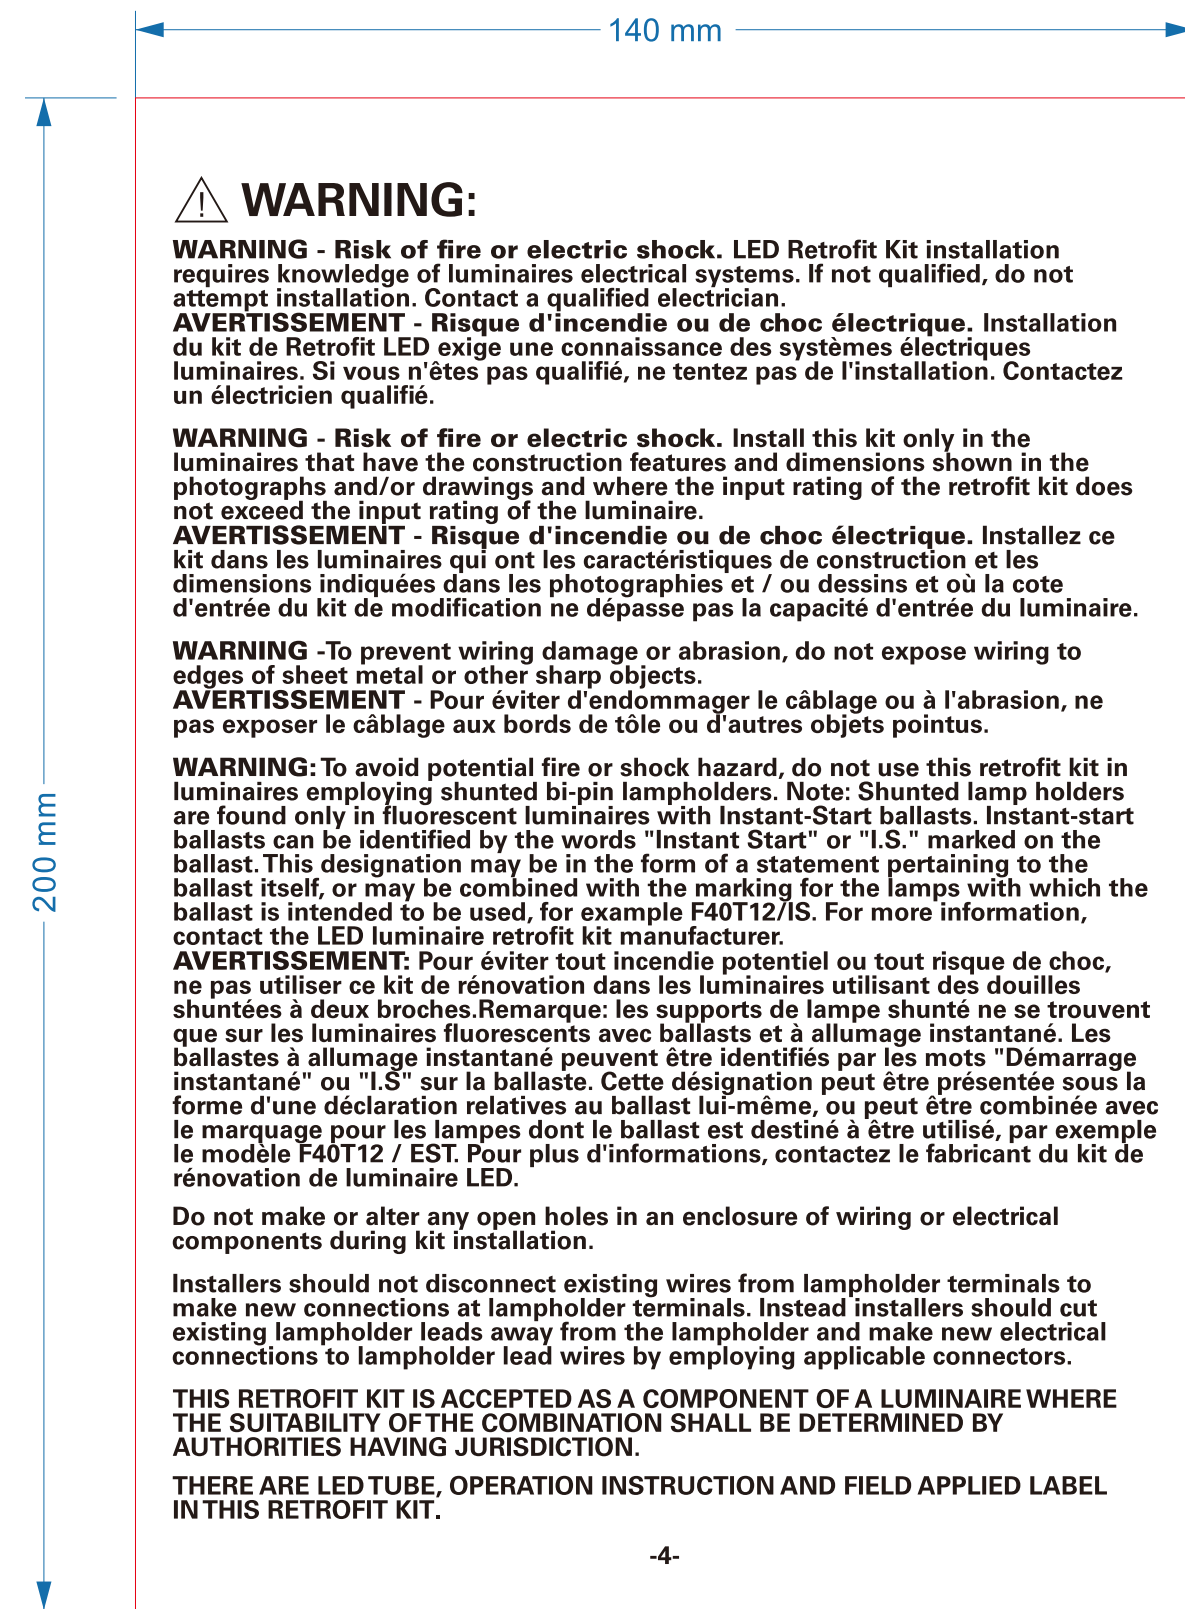 140 mm
200 mm
WARNING:
WARNING - Risk of fire or electric shock. LED Retrofit Kit installation
requires knowledge of luminaires electrical systems. If not qualified, do not
attempt installation. Contact a qualified electrician.
AVERTISSEMENT - Risque d'incendie ou de choc électrique. Installation
du kit de Retrofit LED exige une connaissance des systèmes électriques
luminaires. Si vous n'êtes pas qualifié, ne tentez pas de l'installation. Contactez
un électricien qualifié.
WARNING - Risk of fire or electric shock. Install this kit only in the
luminaires that have the construction features and dimensions shown in the
photographs and/or drawings and where the input rating of the retrofit kit does
not exceed the input rating of the luminaire.
AVERTISSEMENT - Risque d'incendie ou de choc électrique. Installez ce
kit dans les luminaires qui ont les caractéristiques de construction et les
dimensions indiquées dans les photographies et / ou dessins et où la cote
d'entrée du kit de modification ne dépasse pas la capacité d'entrée du luminaire.
WARNING -To prevent wiring damage or abrasion, do not expose wiring to
edges of sheet metal or other sharp objects.
AVERTISSEMENT - Pour éviter d'endommager le câblage ou à l'abrasion, ne
pas exposer le câblage aux bords de tôle ou d'autres objets pointus.
WARNING: To avoid potential fire or shock hazard, do not use this retrofit kit in
luminaires employing shunted bi-pin lampholders. Note: Shunted lamp holders
are found only in fluorescent luminaires with Instant-Start ballasts. Instant-start
ballasts can be identified by the words "Instant Start" or "I.S." marked on the
ballast. This designation may be in the form of a statement pertaining to the
ballast itself, or may be combined with the marking for the lamps with which the
ballast is intended to be used, for example F40T12/IS. For more information,
contact the LED luminaire retrofit kit manufacturer.
AVERTISSEMENT: Pour éviter tout incendie potentiel ou tout risque de choc,
ne pas utiliser ce kit de rénovation dans les luminaires utilisant des douilles
shuntées à deux broches.Remarque: les supports de lampe shunté ne se trouvent
que sur les luminaires fluorescents avec ballasts et à allumage instantané. Les
ballastes à allumage instantané peuvent être identifiés par les mots "Démarrage
instantané" ou "I.S" sur la ballaste. Cette désignation peut être présentée sous la
forme d'une déclaration relatives au ballast lui-même, ou peut être combinée avec
le marquage pour les lampes dont le ballast est destiné à être utilisé, par exemple
le modèle F40T12 / EST. Pour plus d'informations, contactez le fabricant du kit de
rénovation de luminaire LED.
Do not make or alter any open holes in an enclosure of wiring or electrical
components during kit installation.
Installers should not disconnect existing wires from lampholder terminals to
make new connections at lampholder terminals. Instead installers should cut
existing lampholder leads away from the lampholder and make new electrical
connections to lampholder lead wires by employing applicable connectors.
THIS RETROFIT KIT IS ACCEPTED AS A COMPONENT OF A LUMINAIRE WHERE
THE SUITABILITY OF THE COMBINATION SHALL BE DETERMINED BY
AUTHORITIES HAVING JURISDICTION.
THERE ARE LED TUBE, OPERATION INSTRUCTION AND FIELD APPLIED LABEL
IN THIS RETROFIT KIT.
-4-